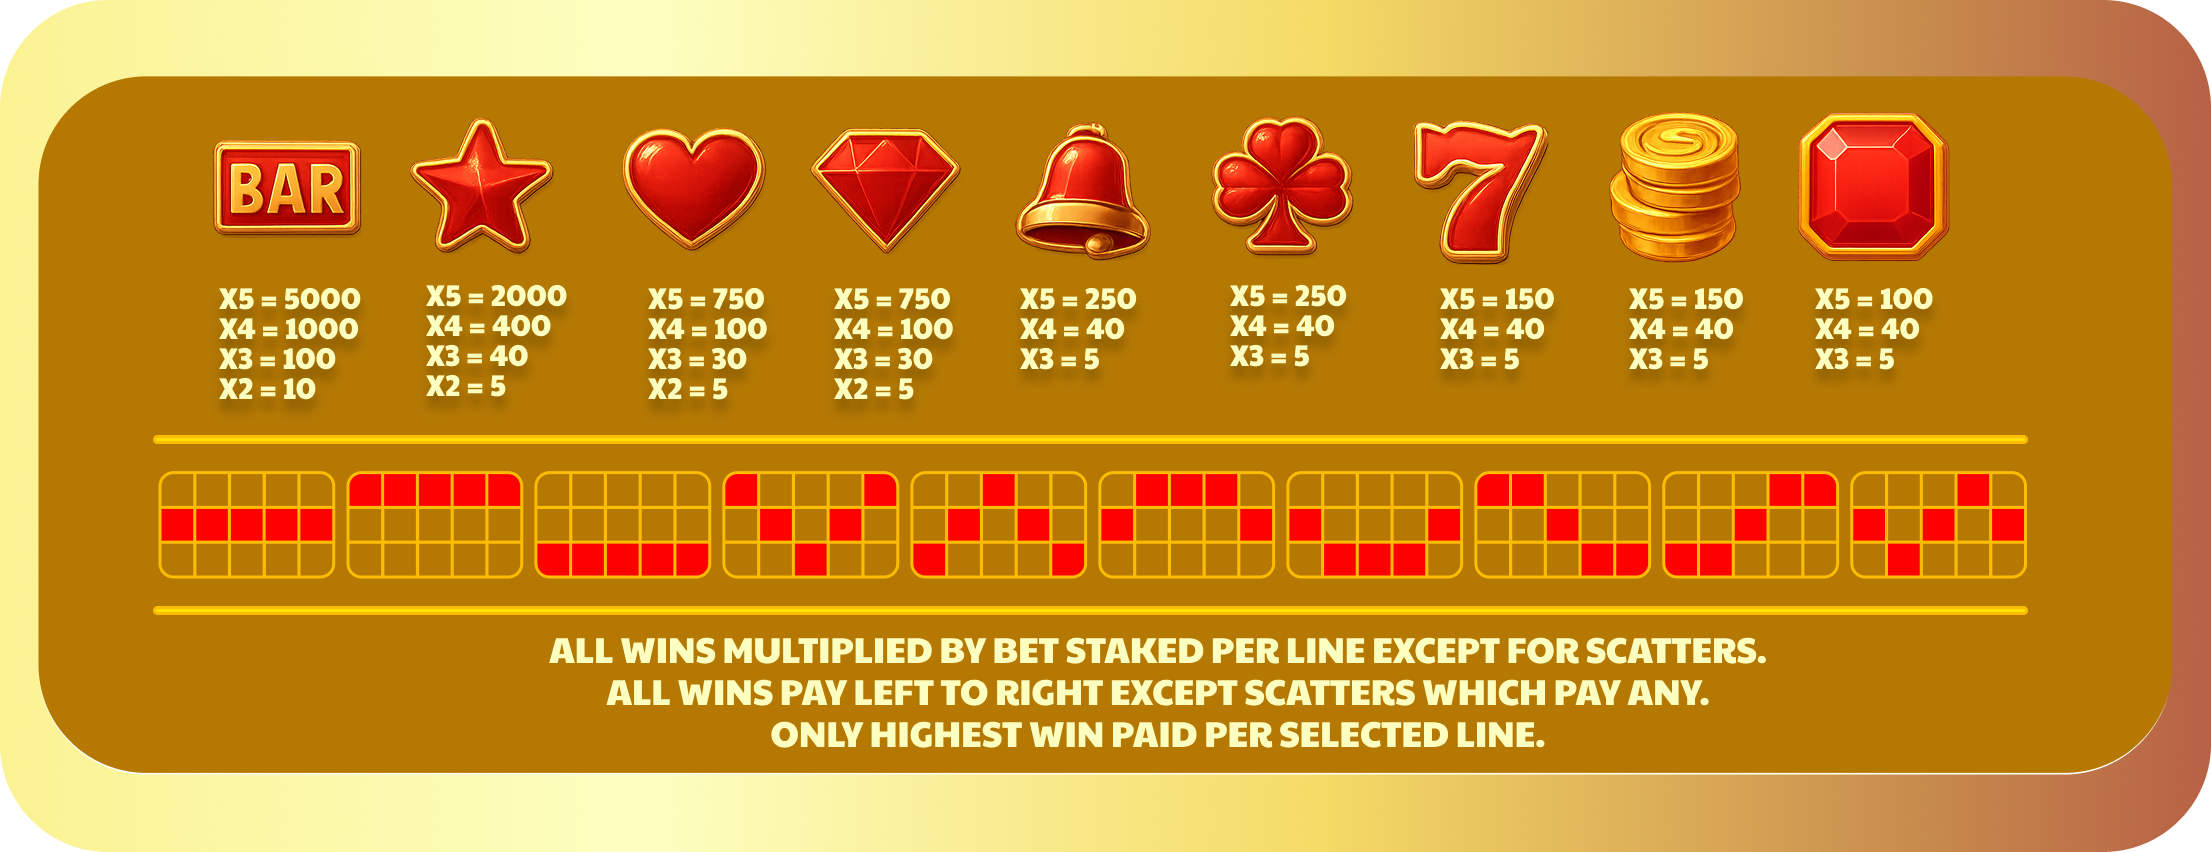 BAR
7
X5 = 5000
X4 = 1000
X3 = 100
X2 = 10
X5 = 2000
X4 = 400
X3 = 40
X2 = 5
X5 = 750
X4 = 100
X3 = 30
X2 = 5
X5 = 750
X4 = 100
X3 = 30
X2 = 5
X5 = 250
X4 = 40
X3 = 5
X5 = 250
X4 = 40
X3 = 5
X5 = 150
X4 = 40
X3 = 5
X5 = 150
X4 = 40
X3 = 5
X5 = 100
X4 = 40
X3 = 5
ALL WINS MULTIPLIED BY BET STAKED PER LINE EXCEPT FOR SCATTERS.
ALL WINS PAY LEFT TO RIGHT EXCEPT SCATTERS WHICH PAY ANY.
ONLY HIGHEST WIN PAID PER SELECTED LINE.